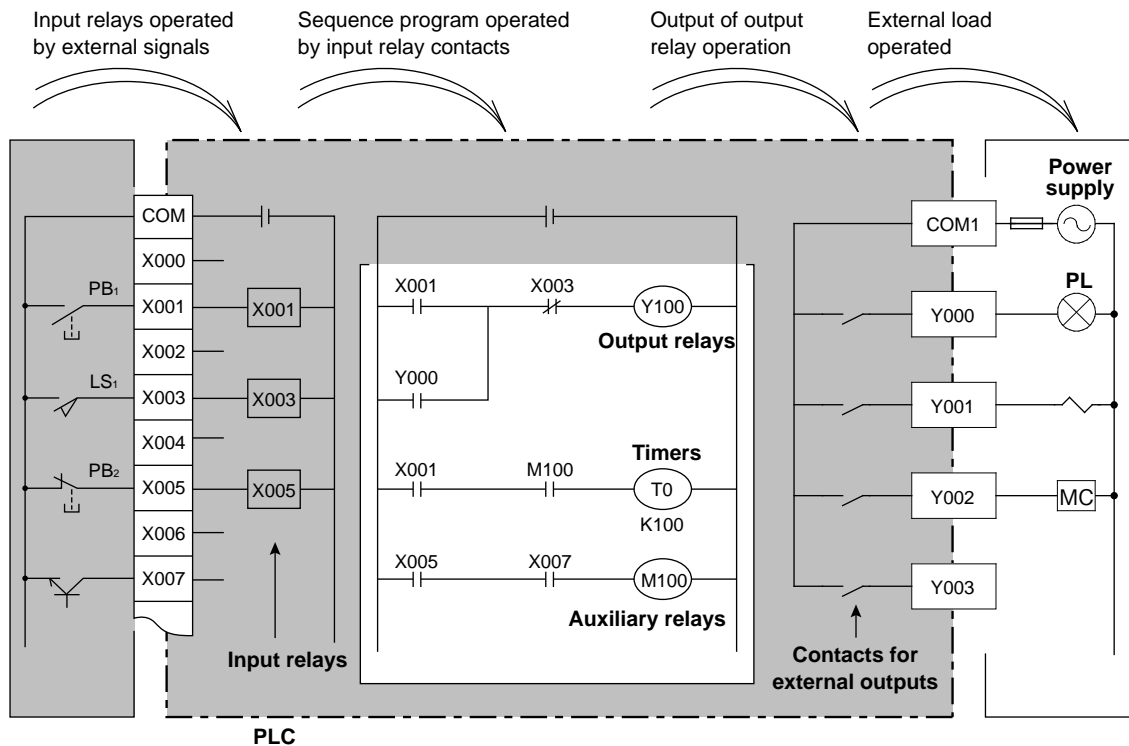 Input relays operated
by external signals
Sequence program operated
by input relay contacts
Output of output
relay operation
External load
operated
COM
X000
PB1
X001
X002
LS1
X003
X004
PB2
X005
X006
X007
X001
X003
X005
Input relays
X001
X003
Y100
Output relays
Y000
Timers
X001
M100
T0
K100
X005
X007
M100
Auxiliary relays
COM1
Y000
Y001
Y002
Y003
Contacts for
external outputs
Power
supply
PL
MC
PLC